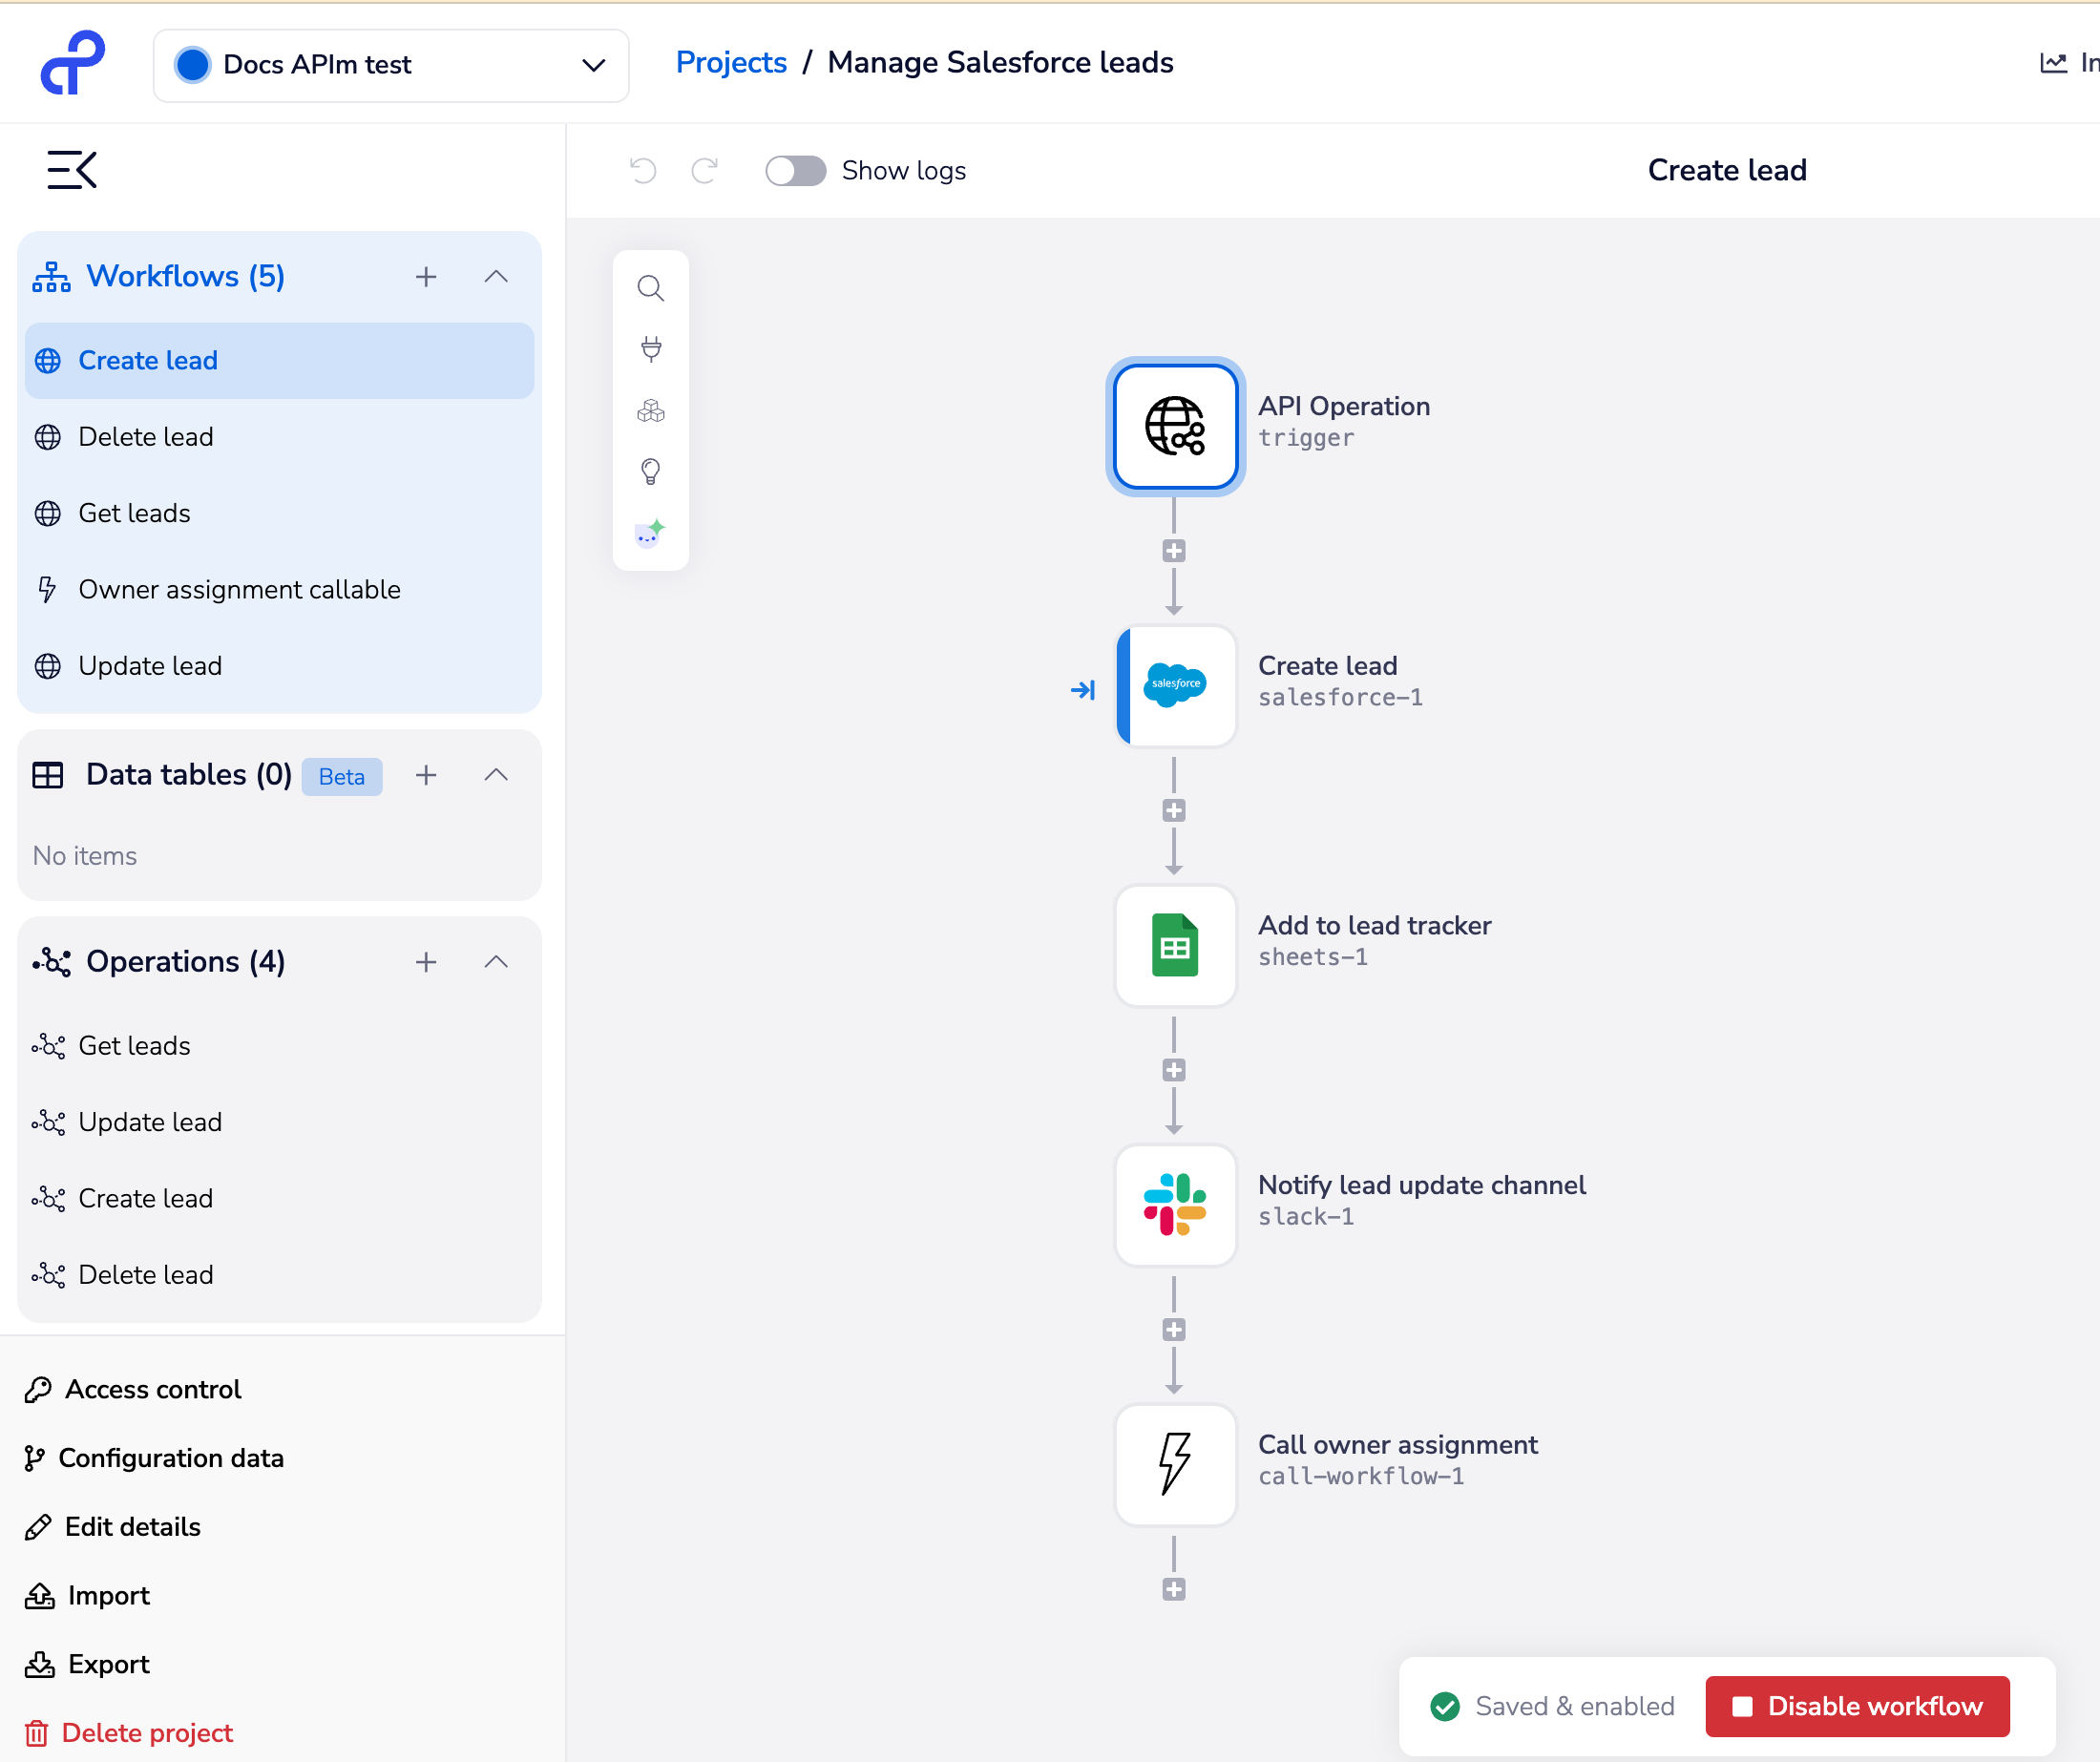 Docs APIm test
Projects / Manage Salesforce leads
Show logs
Create lead
Workflows (5)
Create lead
Delete lead
Get leads
Owner assignment callable
Update lead
Data tables (0) Beta
No items
Operations (4)
Get leads
Update lead
Create lead
Delete lead
Access control
Configuration data
Edit details
Import
Export
Delete project
API Operation
trigger
salesforce
Create lead
salesforce-1
Add to lead tracker
sheets-1
Notify lead update channel
slack-1
Call owner assignment
call-workflow-1
Saved & enabled
Disable workflow